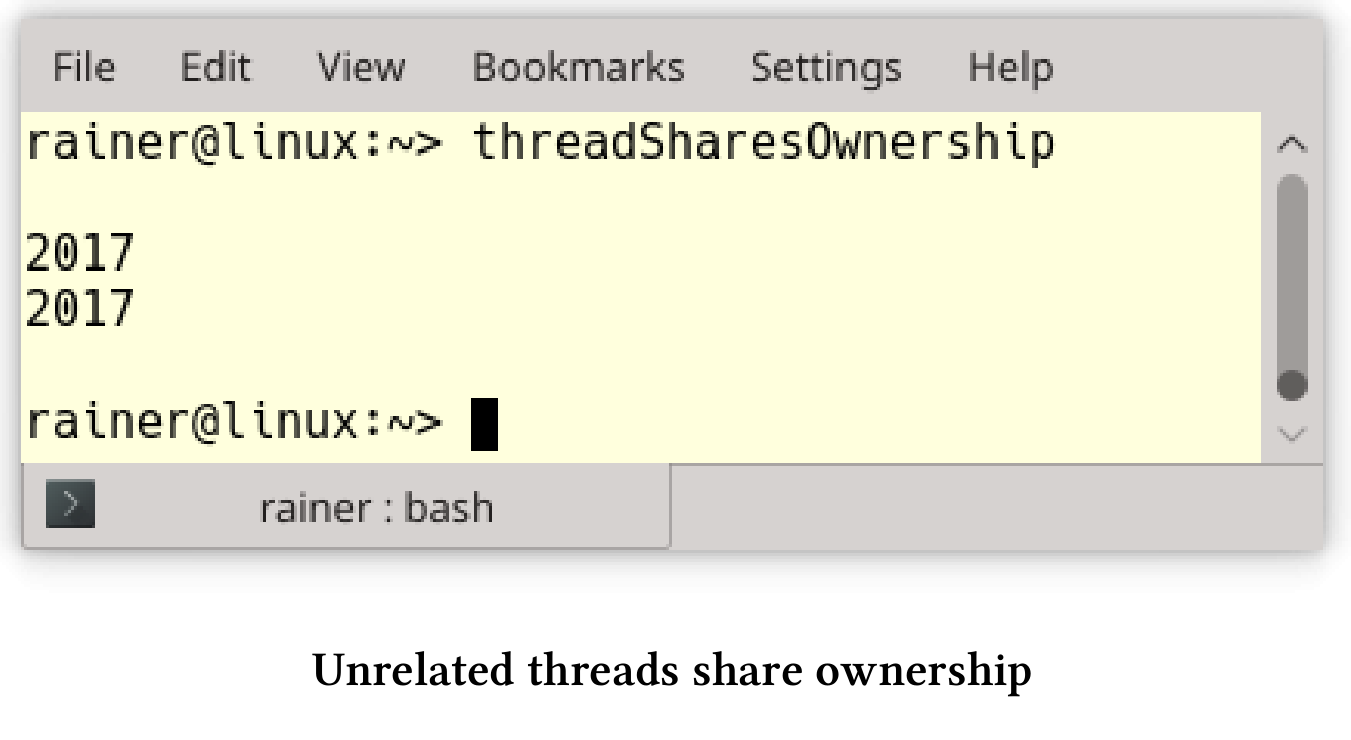 File Edit View Bookmarks Settings Help
rainer@linux:~> threadSharesOwnership
2017
2017
rainer@linux:~>
rainer : bash
Unrelated threads share ownership